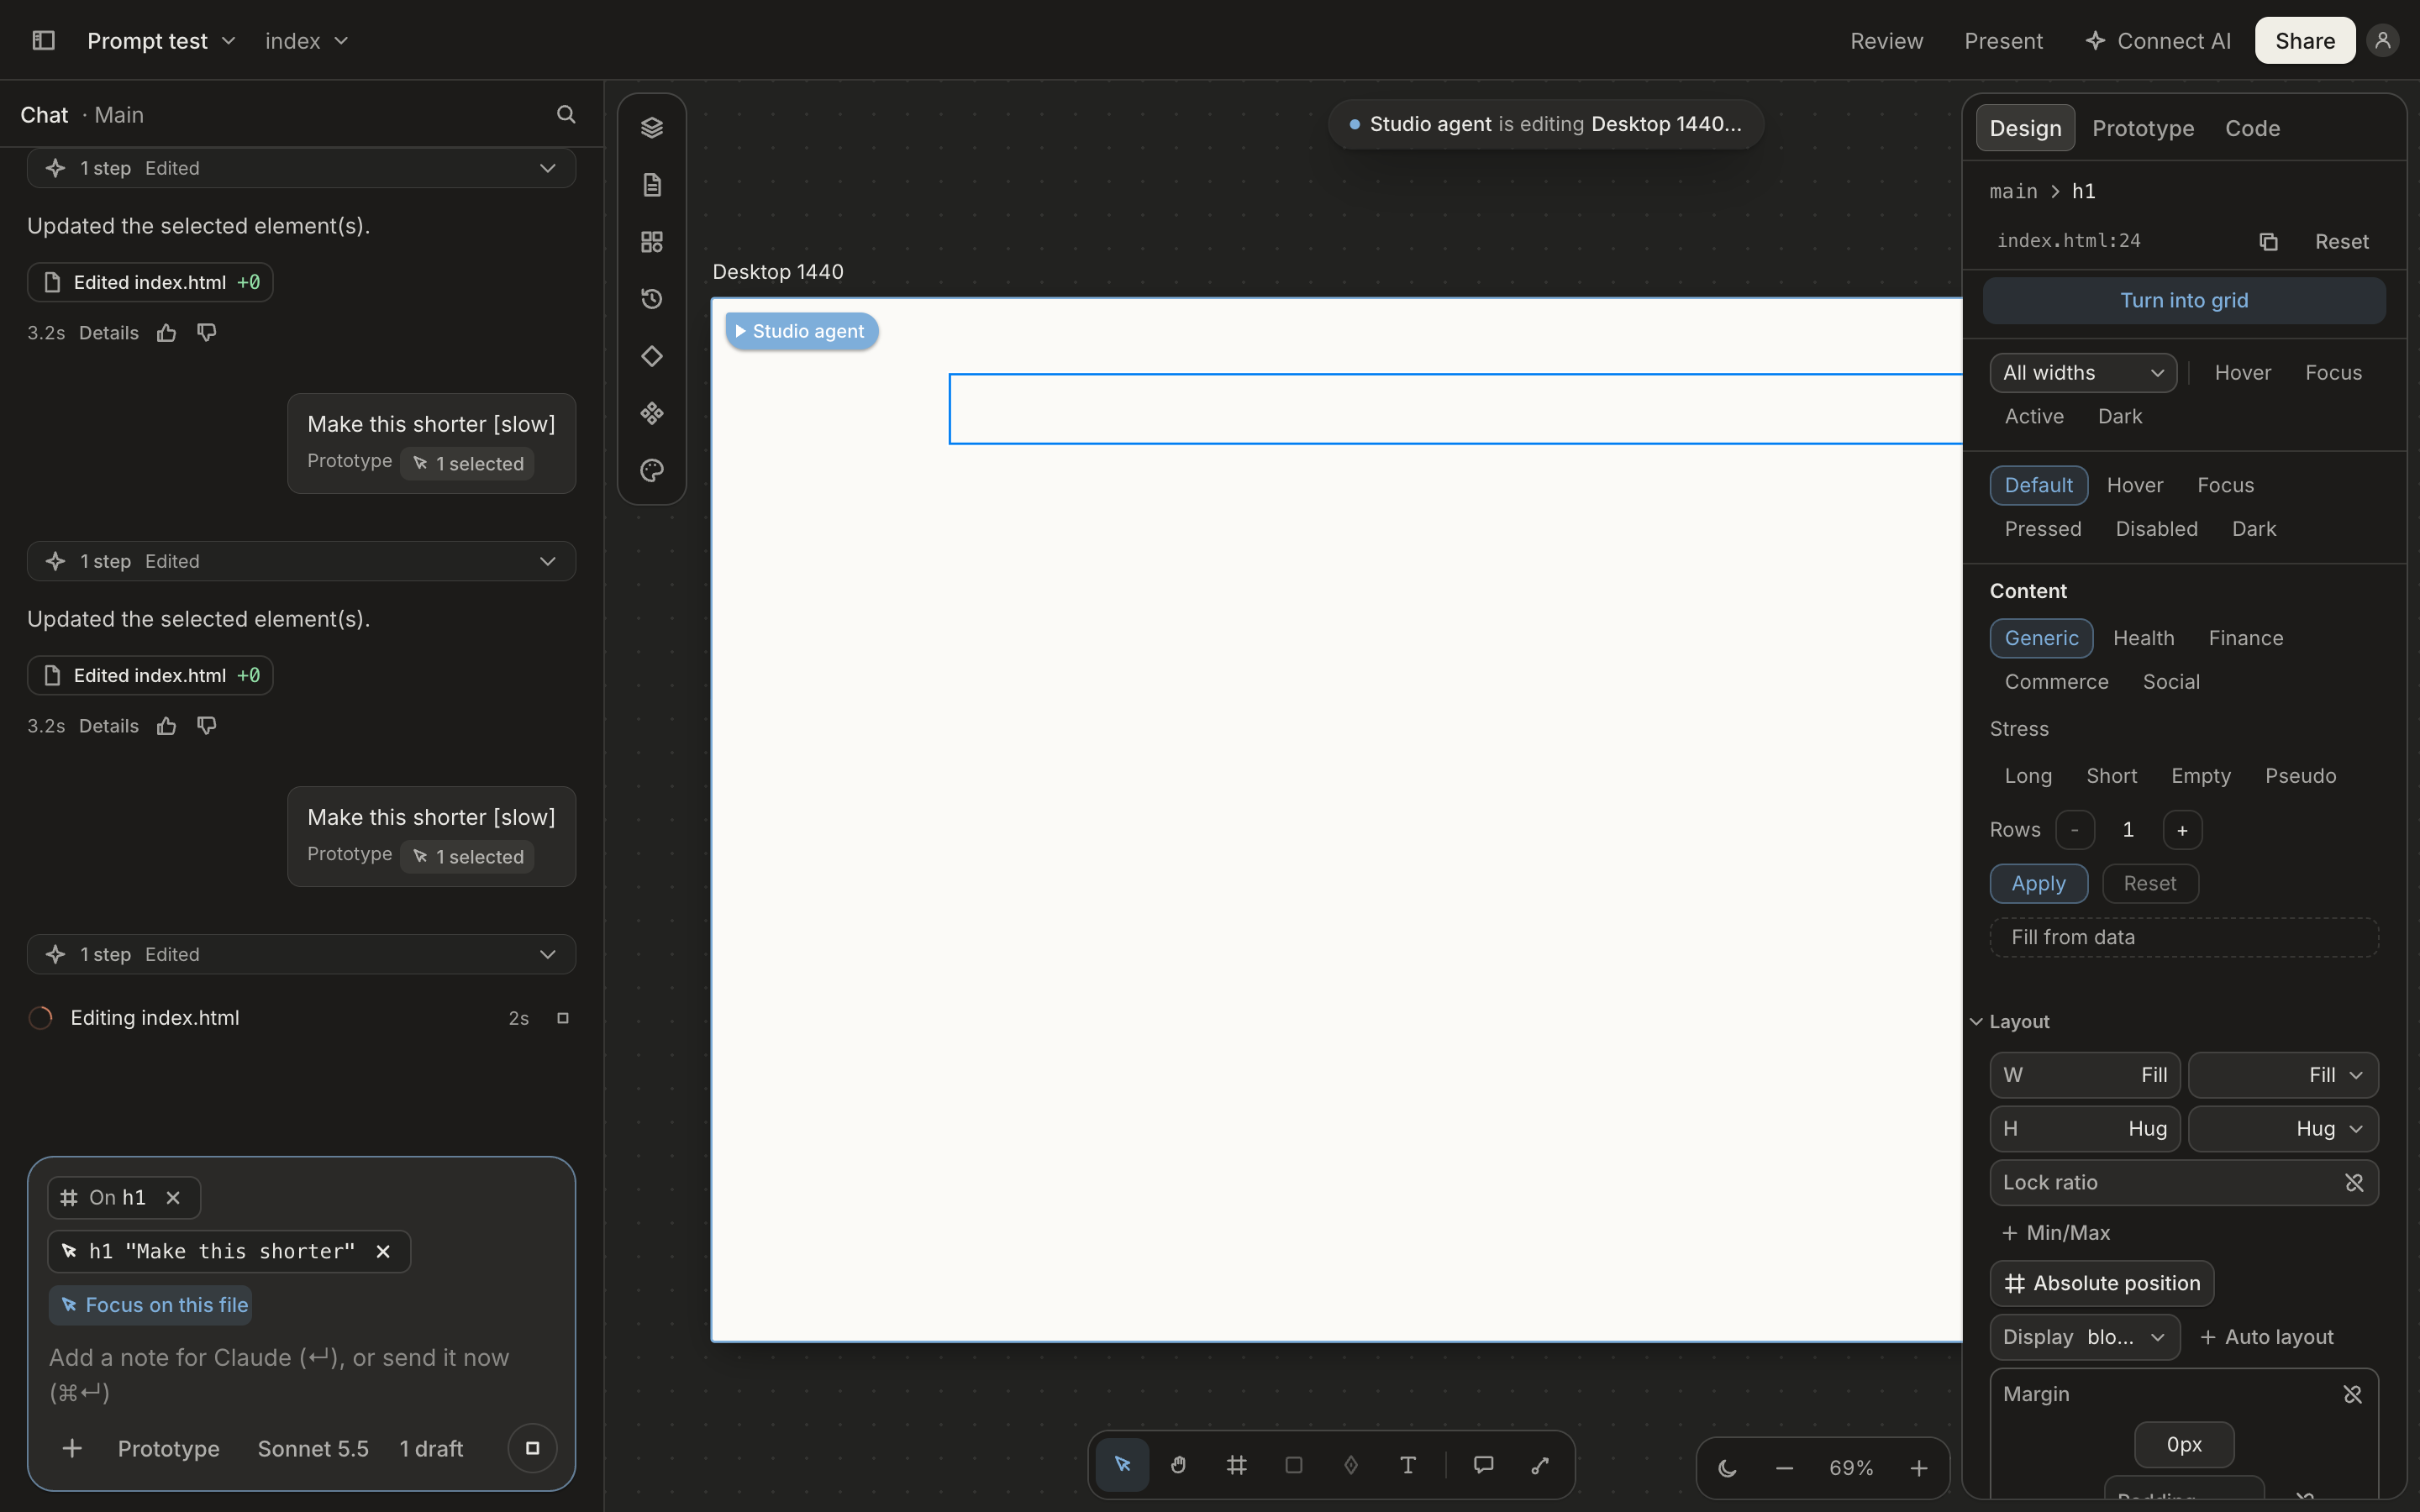 Prompt test
index
Review
Present
Connect AI
Share
Chat · Main
1 step Edited
Updated the selected element(s).
Edited index.html +0
3.2s Details
Make this shorter [slow]
Prototype 1 selected
1 step Edited
Updated the selected element(s).
Edited index.html +0
3.2s Details
Make this shorter [slow]
Prototype 1 selected
1 step Edited
Editing index.html 2s
On h1
h1 "Make this shorter"
Focus on this file
Add a note for Claude (↵), or send it now
(⌘↵)
Prototype Sonnet 5.5 1 draft
Studio agent is editing Desktop 1440...
Desktop 1440
Studio agent
69%
Design Prototype Code
main > h1
index.html:24 Reset
Turn into grid
All widths Hover Focus
Active Dark
Default Hover Focus
Pressed Disabled Dark
Content
Generic Health Finance
Commerce Social
Stress
Long Short Empty Pseudo
Rows - 1 +
Apply Reset
Fill from data
Layout
W Fill Fill
H Hug Hug
Lock ratio
+ Min/Max
Absolute position
Display blo... + Auto layout
Margin
0px